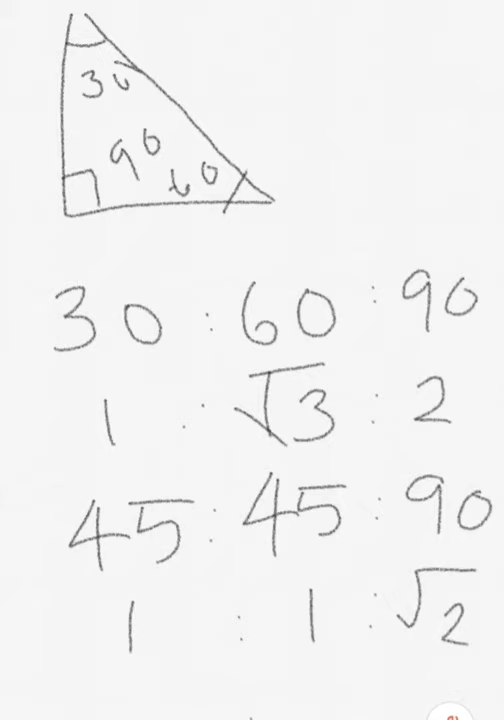 30
90
60
30 : 60 : 90
1 : √3 : 2
45 : 45 : 90
1 : 1 : √2